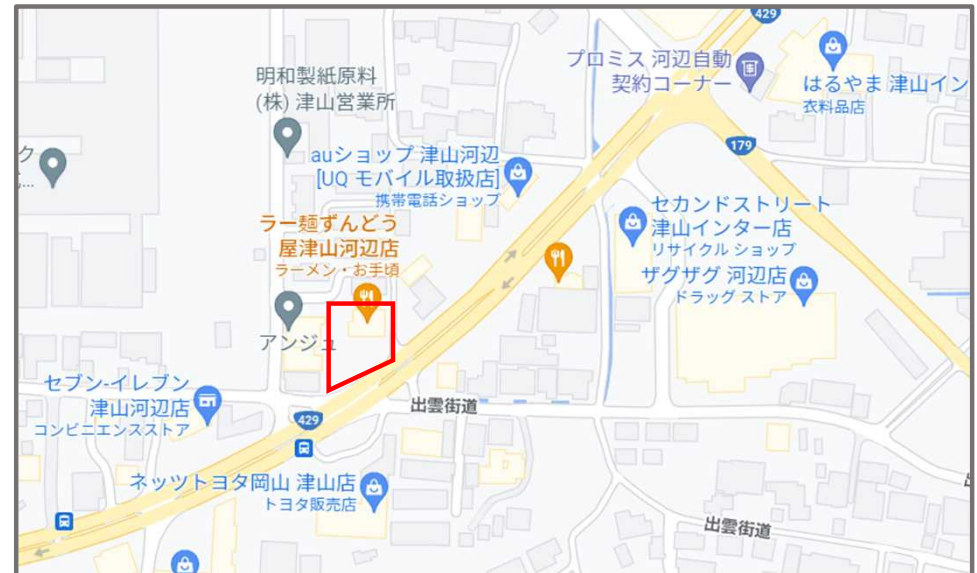 429
プロミス 河辺自動
契約コーナー
はるやま 津山イン
衣料品店
明和製紙原料
(株) 津山営業所
179
ク
auショップ 津山河辺
[UQ モバイル取扱店]
携帯電話ショップ
セカンドストリート
津山インター店
リサイクル ショップ
ラー麺ずんどう
屋津山河辺店
ラーメン・お手頃
ザグザグ 河辺店
ドラッグ ストア
アンジュ
セブン-イレブン
津山河辺店
コンビニエンスストア
出雲街道
429
ネッツトヨタ岡山 津山店
トヨタ販売店
出雲街道